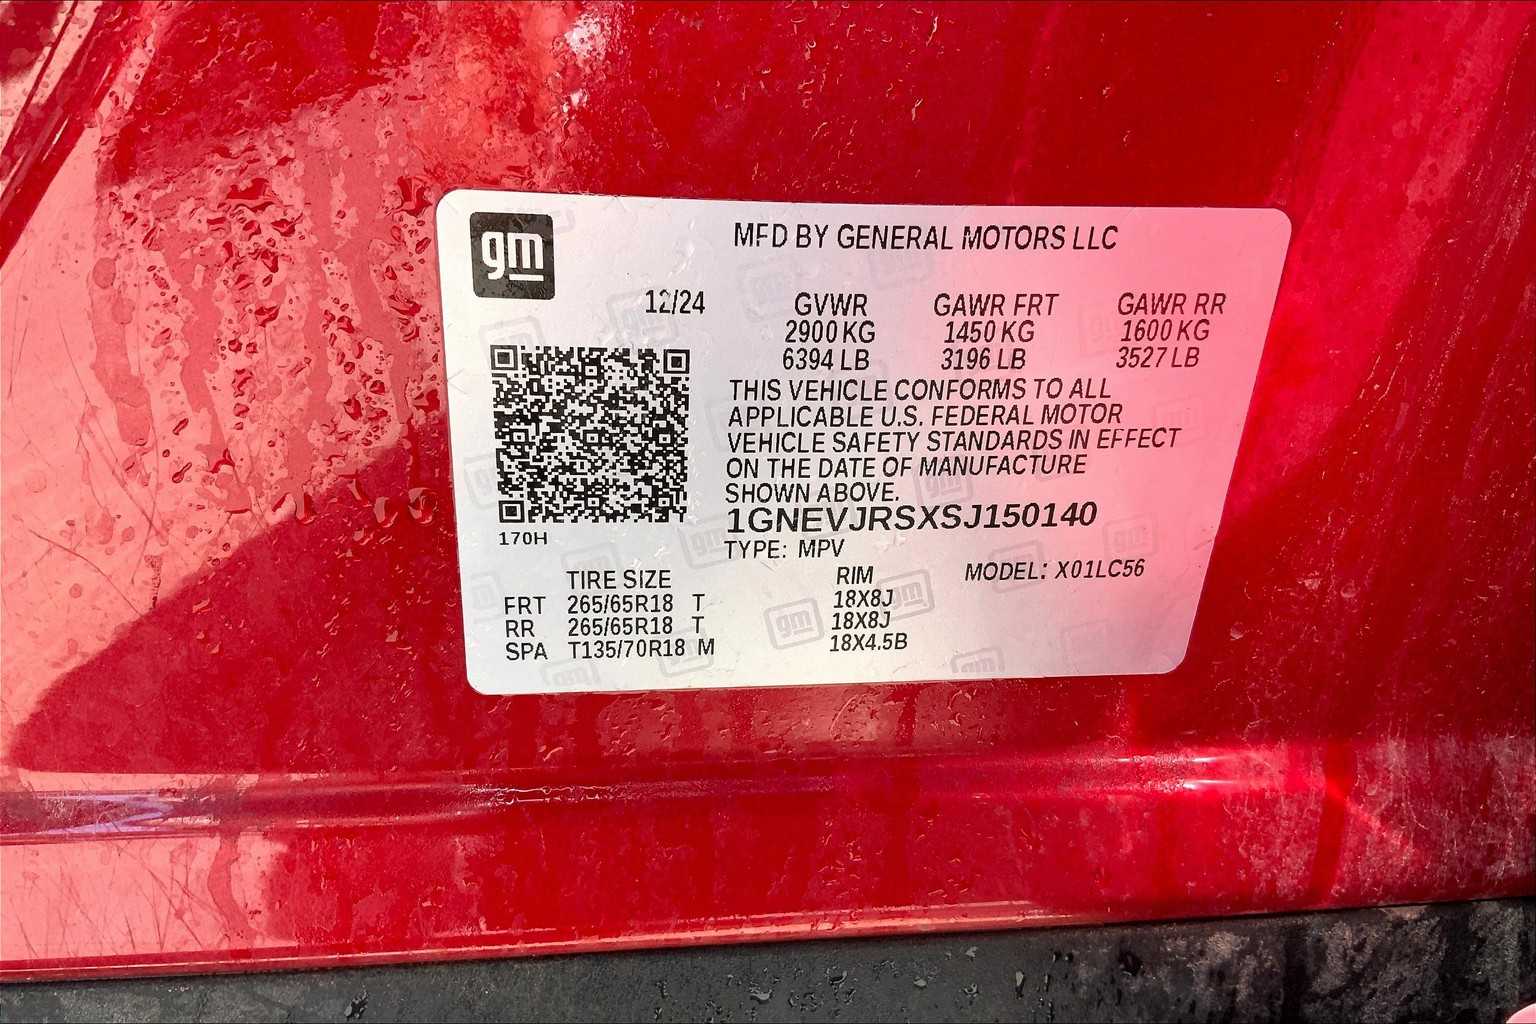 gm
MFD BY GENERAL MOTORS LLC
12/24 GVWR GAWR FRT GAWR RR
2900 KG 1450 KG 1600 KG
6394 LB 3196 LB 3527 LB
THIS VEHICLE CONFORMS TO ALL
APPLICABLE U.S. FEDERAL MOTOR
VEHICLE SAFETY STANDARDS IN EFFECT
ON THE DATE OF MANUFACTURE
SHOWN ABOVE.
1GNEVJRSXSJ150140
170H
TYPE: MPV
MODEL: X01LC56
TIRE SIZE RIM
FRT 265/65R18 T 18X8J
RR 265/65R18 T 18X8J
SPA T135/70R18 M 18X4.5B